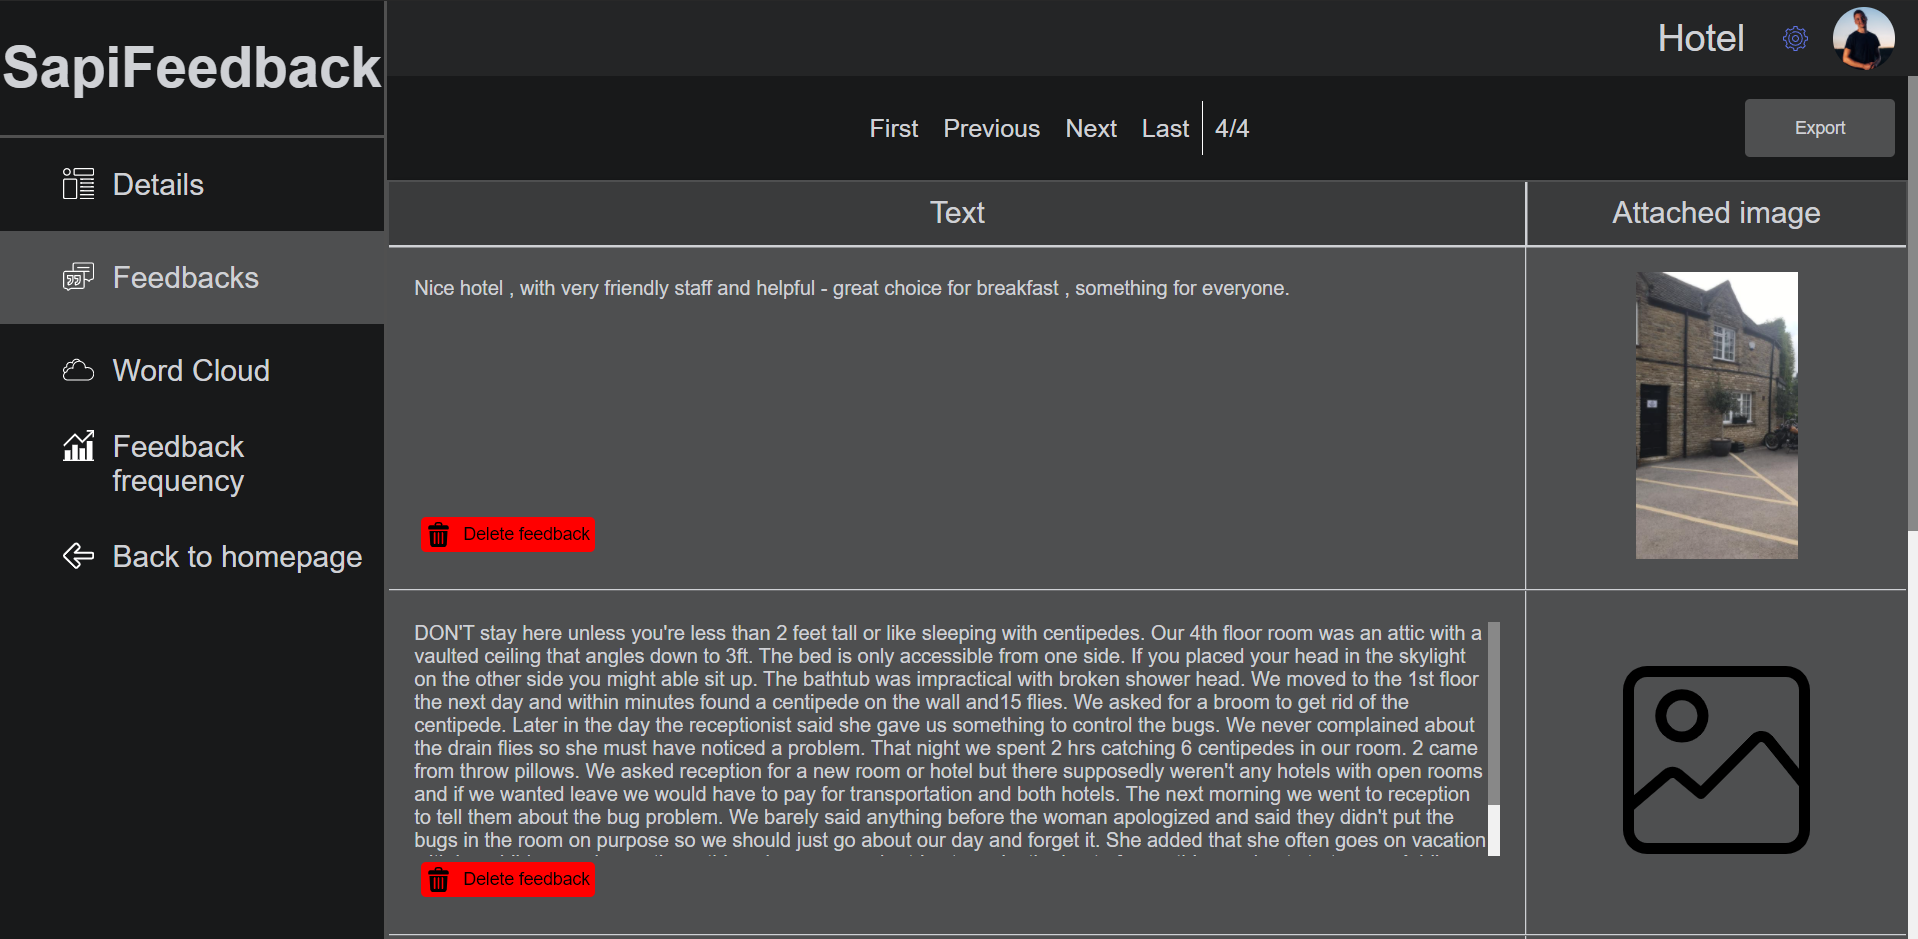 SapiFeedback
Hotel
First Previous Next Last 4/4
Export
Details
Feedbacks
Word Cloud
Feedback
frequency
Back to homepage
Text
Attached image
Nice hotel , with very friendly staff and helpful - great choice for breakfast , something for everyone.
Delete feedback
DON'T stay here unless you're less than 2 feet tall or like sleeping with centipedes. Our 4th floor room was an attic with a
vaulted ceiling that angles down to 3ft. The bed is only accessible from one side. If you placed your head in the skylight
on the other side you might able sit up. The bathtub was impractical with broken shower head. We moved to the 1st floor
the next day and within minutes found a centipede on the wall and15 flies. We asked for a broom to get rid of the
centipede. Later in the day the receptionist said she gave us something to control the bugs. We never complained about
the drain flies so she must have noticed a problem. That night we spent 2 hrs catching 6 centipedes in our room. 2 came
from throw pillows. We asked reception for a new room or hotel but there supposedly weren't any hotels with open rooms
and if we wanted leave we would have to pay for transportation and both hotels. The next morning we went to reception
to tell them about the bug problem. We barely said anything before the woman apologized and said they didn't put the
bugs in the room on purpose so we should just go about our day and forget it. She added that she often goes on vacation
Delete feedback